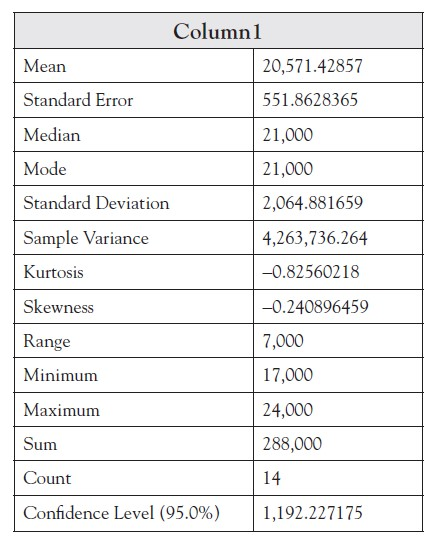 Column1
Mean 20,571.42857
Standard Error 551.8628365
Median 21,000
Mode 21,000
Standard Deviation 2,064.881659
Sample Variance 4,263,736.264
Kurtosis –0.82560218
Skewness –0.240896459
Range 7,000
Minimum 17,000
Maximum 24,000
Sum 288,000
Count 14
Confidence Level (95.0%) 1,192.227175